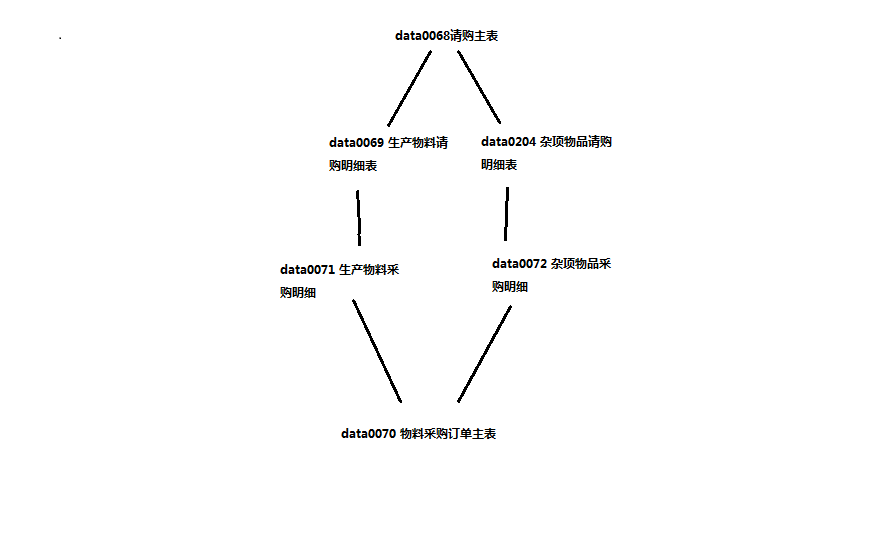 data0068请购主表
data0069 生产物料请
购明细表
data0204 杂项物品请购
明细表
data0071 生产物料采
购明细
data0072 杂项物品采
购明细
data0070 物料采购订单主表